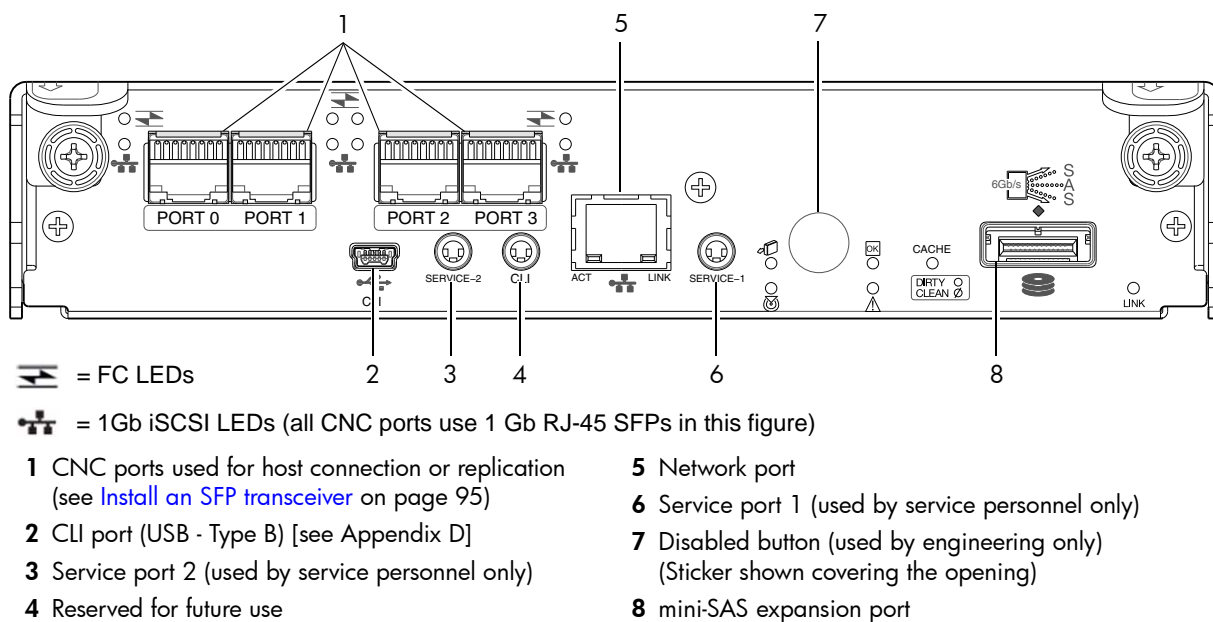 1 5 7
6Gb/s SAS
PORT 0 PORT 1 PORT 2 PORT 3
OK
CACHE
SERVICE−2 CLI ACT LINK SERVICE−1
DIRTY
CLEAN
CLI
LINK
2 3 4 6 8
= FC LEDs
= 1Gb iSCSI LEDs (all CNC ports use 1 Gb RJ-45 SFPs in this figure)
1 CNC ports used for host connection or replication
(see Install an SFP transceiver on page 95)
2 CLI port (USB - Type B) [see Appendix D]
3 Service port 2 (used by service personnel only)
4 Reserved for future use
5 Network port
6 Service port 1 (used by service personnel only)
7 Disabled button (used by engineering only)
(Sticker shown covering the opening)
8 mini-SAS expansion port